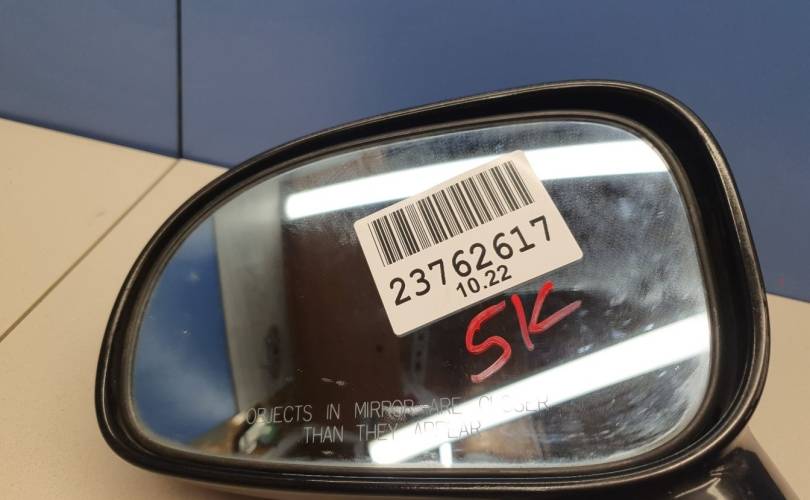 23762617
10.22
5K
OBJECTS IN MIRROR ARE CLOSER
THAN THEY APPEAR